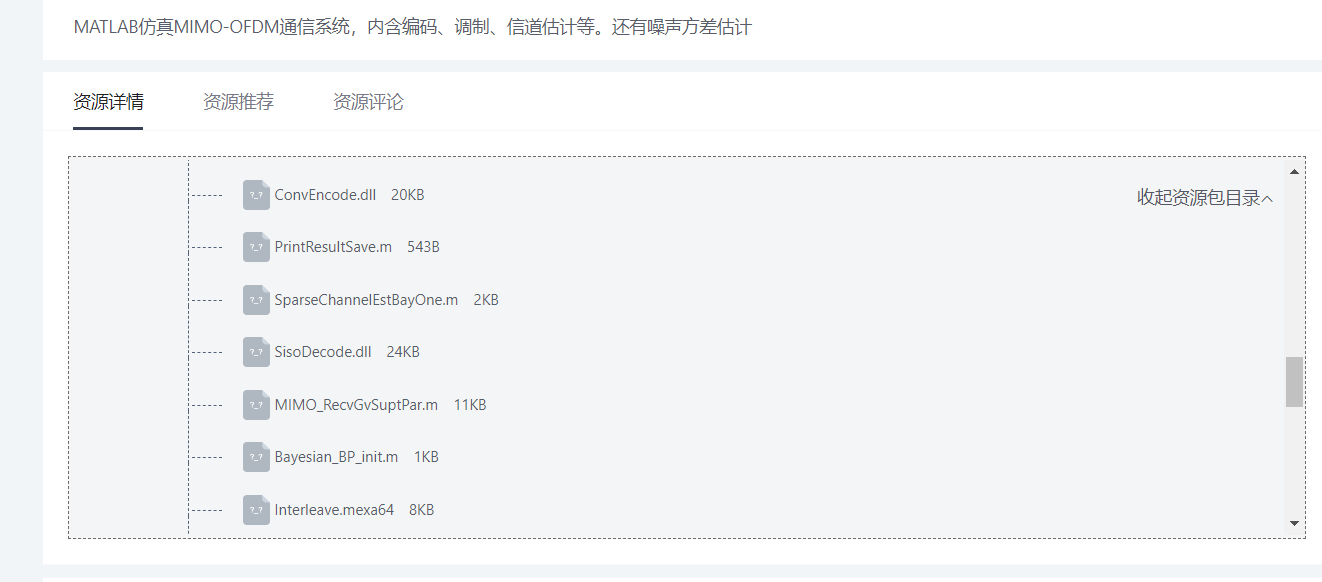 MATLAB仿真MIMO-OFDM通信系统，内含编码、调制、信道估计等。还有噪声方差估计
资源详情 资源推荐 资源评论
ConvEncode.dll 20KB
收起资源包目录
PrintResultSave.m 543B
SparseChannelEstBayOne.m 2KB
SisoDecode.dll 24KB
MIMO_RecvGvSuptPar.m 11KB
Bayesian_BP_init.m 1KB
Interleave.mexa64 8KB